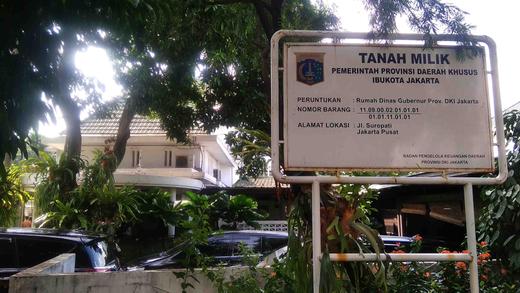 TANAH MILIK
PEMERINTAH PROVINSI DAERAH KHUSUS
IBUKOTA JAKARTA
PERUNTUKAN : Rumah Dinas Gubernur Prov. DKI Jakarta
NOMOR BARANG : 11.09.00.02.01.01.01
01.01.11.01.01
ALAMAT LOKASI : Jl. Suropati
Jakarta Pusat
BADAN PENGELOLA KEUANGAN DAERAH
PROVINSI DKI JAKARTA